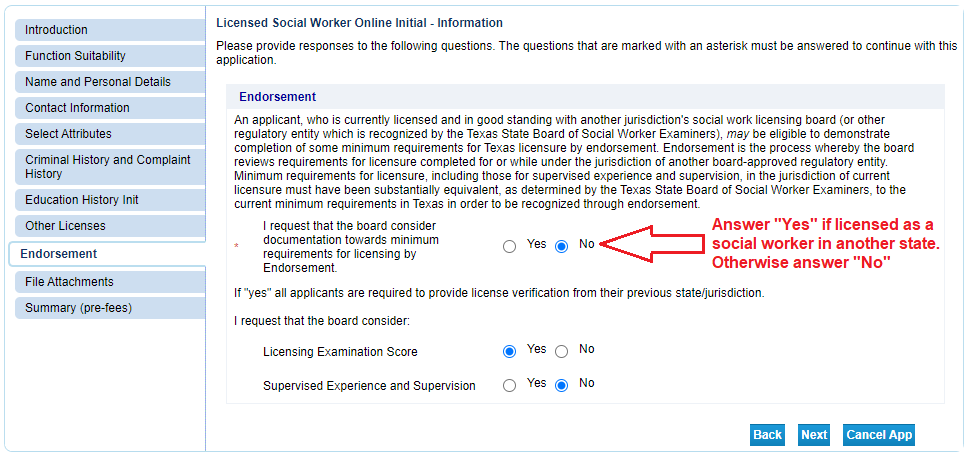 Introduction
Function Suitability
Name and Personal Details
Contact Information
Select Attributes
Criminal History and Complaint
History
Education History Init
Other Licenses
Endorsement
File Attachments
Summary (pre-fees)
Licensed Social Worker Online Initial - Information
Please provide responses to the following questions. The questions that are marked with an asterisk must be answered to continue with this
application.
Endorsement
An applicant, who is currently licensed and in good standing with another jurisdiction's social work licensing board (or other
regulatory entity which is recognized by the Texas State Board of Social Worker Examiners), may be eligible to demonstrate
completion of some minimum requirements for Texas licensure by endorsement. Endorsement is the process whereby the board
reviews requirements for licensure completed for or while under the jurisdiction of another board-approved regulatory entity.
Minimum requirements for licensure, including those for supervised experience and supervision, in the jurisdiction of current
licensure must have been substantially equivalent, as determined by the Texas State Board of Social Worker Examiners, to the
current minimum requirements in Texas in order to be recognized through endorsement.
I request that the board consider
documentation towards minimum
requirements for licensing by
Endorsement.
* Yes No
Answer "Yes" if licensed as a
social worker in another state.
Otherwise answer "No"
If "yes" all applicants are required to provide license verification from their previous state/jurisdiction.
I request that the board consider:
Licensing Examination Score Yes No
Supervised Experience and Supervision Yes No
Back Next Cancel App